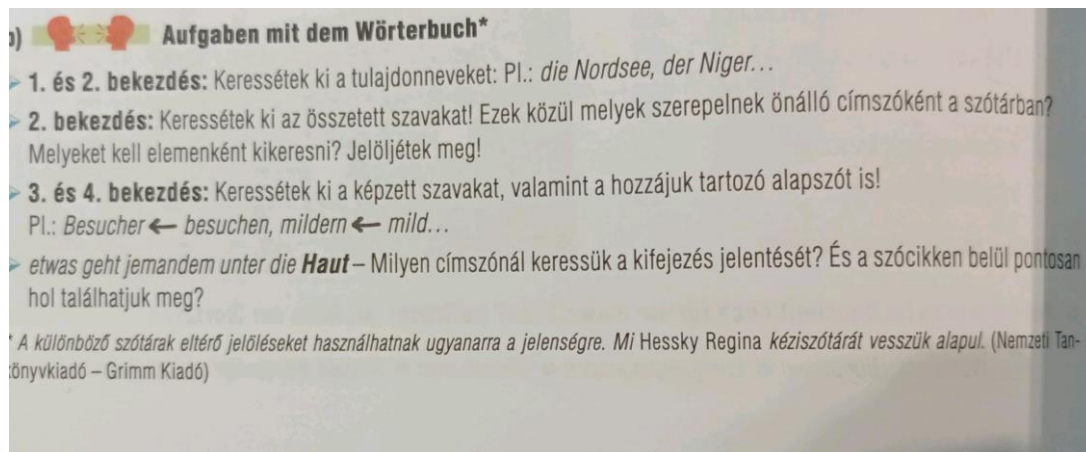 b) Aufgaben mit dem Wörterbuch*
1. és 2. bekezdés: Keressétek ki a tulajdonneveket: Pl.: die Nordsee, der Niger…
2. bekezdés: Keressétek ki az összetett szavakat! Ezek közül melyek szerepelnek önálló címszóként a szótárban?
Melyeket kell elemenként kikeresni? Jelöljétek meg!
3. és 4. bekezdés: Keressétek ki a képzett szavakat, valamint a hozzájuk tartozó alapszót is!
Pl.: Besucher ← besuchen, mildern ← mild…
etwas geht jemandem unter die Haut – Milyen címszónál keressük a kifejezés jelentését? És a szócikken belül pontosan
hol találhatjuk meg?
* A különböző szótárak eltérő jelöléseket használhatnak ugyanarra a jelenségre. Mi Hessky Regina kéziszótárát vesszük alapul. (Nemzeti Tan-
könyvkiadó – Grimm Kiadó)